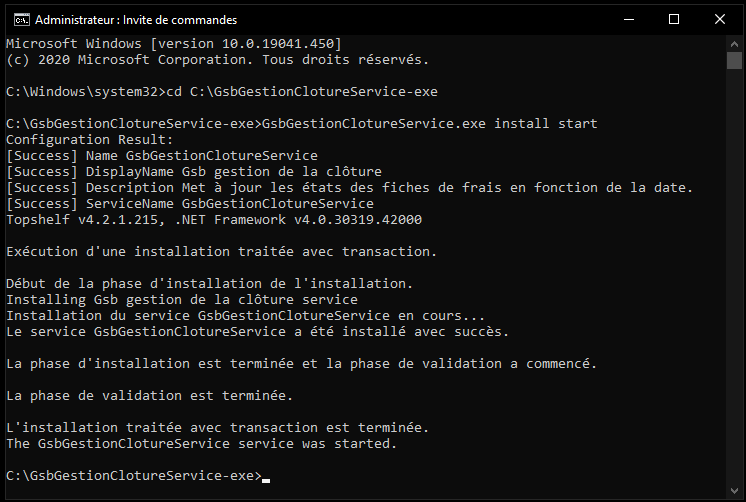 Administrateur : Invite de commandes
Microsoft Windows [version 10.0.19041.450]
(c) 2020 Microsoft Corporation. Tous droits réservés.
C:\Windows\system32>cd C:\GsbGestionClotureService-exe
C:\GsbGestionClotureService-exe>GsbGestionClotureService.exe install start
Configuration Result:
[Success] Name GsbGestionClotureService
[Success] DisplayName Gsb gestion de la clôture
[Success] Description Met à jour les états des fiches de frais en fonction de la date.
[Success] ServiceName GsbGestionClotureService
Topshelf v4.2.1.215, .NET Framework v4.0.30319.42000
Exécution d'une installation traitée avec transaction.
Début de la phase d'installation de l'installation.
Installing Gsb gestion de la clôture service
Installation du service GsbGestionClotureService en cours...
Le service GsbGestionClotureService a été installé avec succès.
La phase d'installation est terminée et la phase de validation a commencé.
La phase de validation est terminée.
L'installation traitée avec transaction est terminée.
The GsbGestionClotureService service was started.
C:\GsbGestionClotureService-exe>